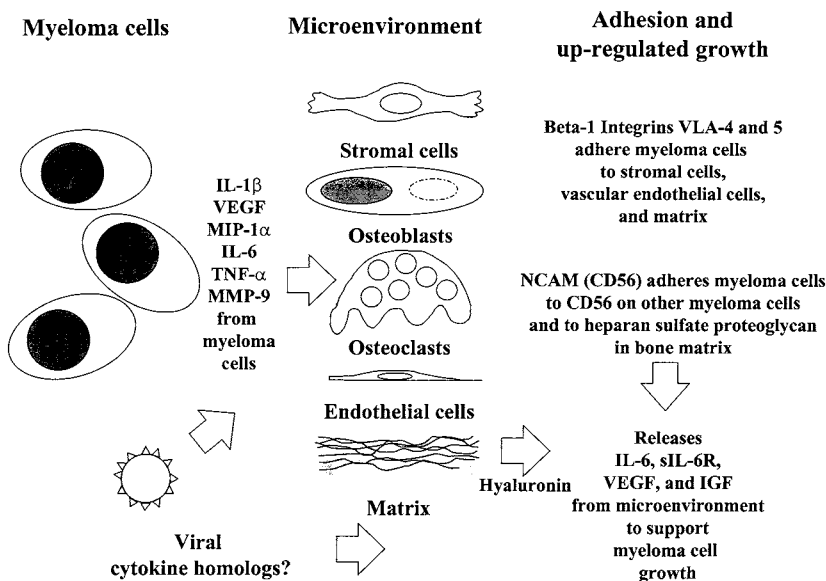 Myeloma cells
Microenvironment
Adhesion and
up-regulated growth
IL-1β
VEGF
MIP-1α
IL-6
TNF-α
MMP-9
from
myeloma
cells
Stromal cells
Osteoblasts
Osteoclasts
Endothelial cells
Matrix
Hyaluronin
Beta-1 Integrins VLA-4 and 5
adhere myeloma cells
to stromal cells,
vascular endothelial cells,
and matrix
NCAM (CD56) adheres myeloma cells
to CD56 on other myeloma cells
and to heparan sulfate proteoglycan
in bone matrix
Releases
IL-6, sIL-6R,
VEGF, and IGF
from microenvironment
to support
myeloma cell
growth
Viral
cytokine homologs?